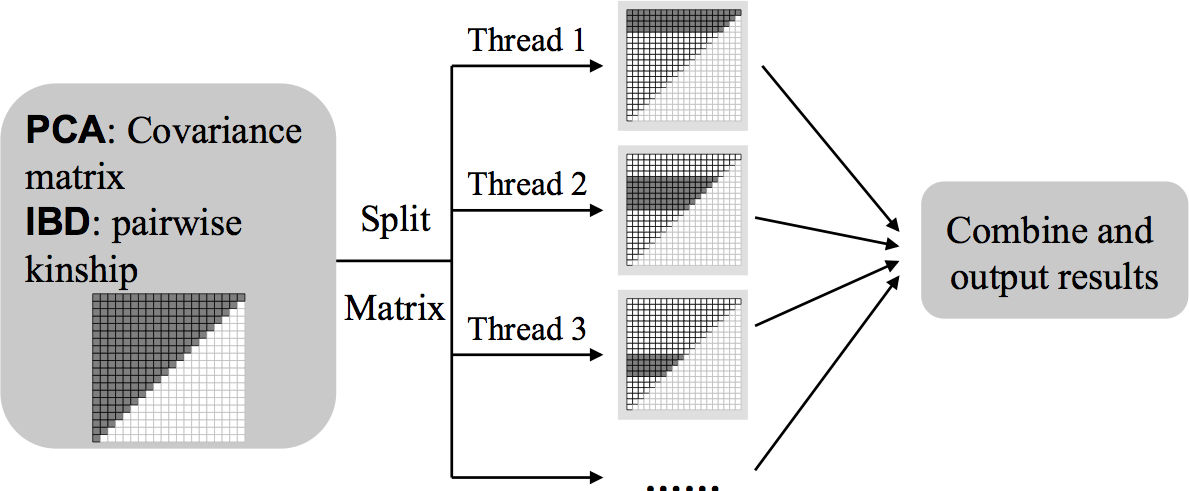 PCA: Covariance
matrix
IBD: pairwise
kinship
Split
Matrix
Thread 1
Thread 2
Thread 3
......
Combine and
output results